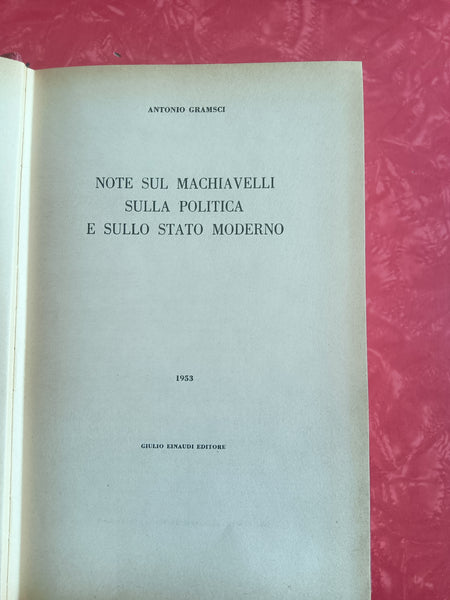 ANTONIO GRAMSCI
NOTE SUL MACHIAVELLI
SULLA POLITICA
E SULLO STATO MODERNO
1953
GIULIO EINAUDI EDITORE